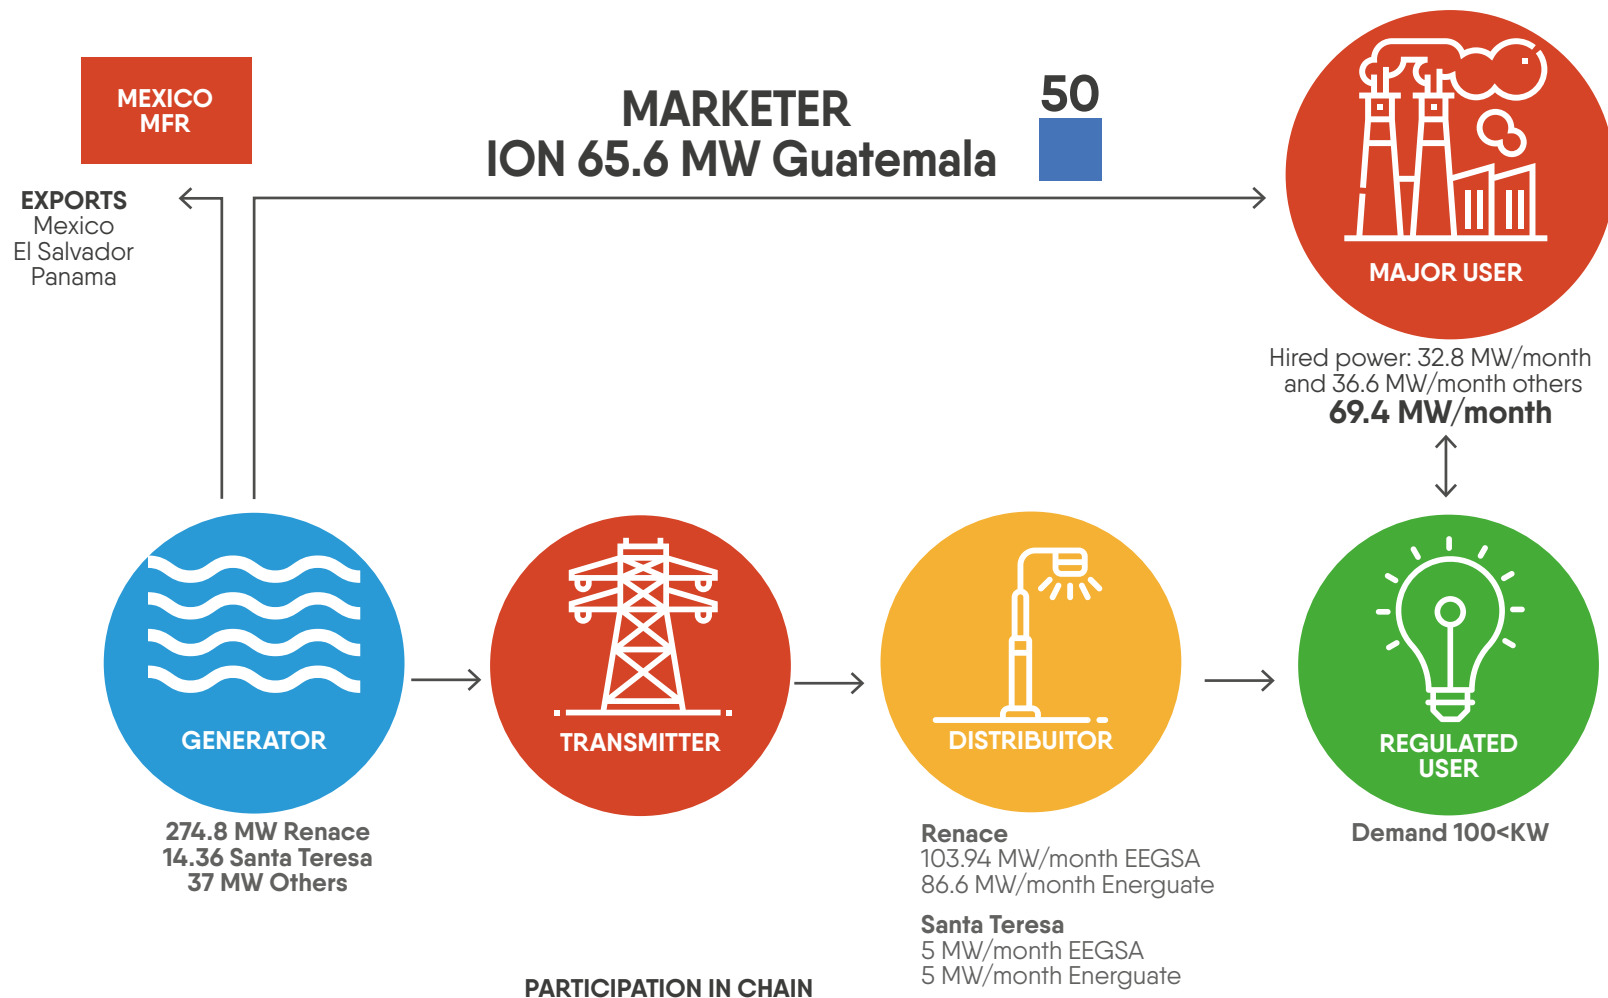 MEXICO
MFR
EXPORTS
Mexico
El Salvador
Panama
MARKETER
ION 65.6 MW Guatemala
50
MAJOR USER
Hired power: 32.8 MW/month
and 36.6 MW/month others
69.4 MW/month
GENERATOR
274.8 MW Renace
14.36 Santa Teresa
37 MW Others
TRANSMITTER
DISTRIBUITOR
Renace
103.94 MW/month EEGSA
86.6 MW/month Energuate
Santa Teresa
5 MW/month EEGSA
5 MW/month Energuate
REGULATED
USER
Demand 100<KW
PARTICIPATION IN CHAIN